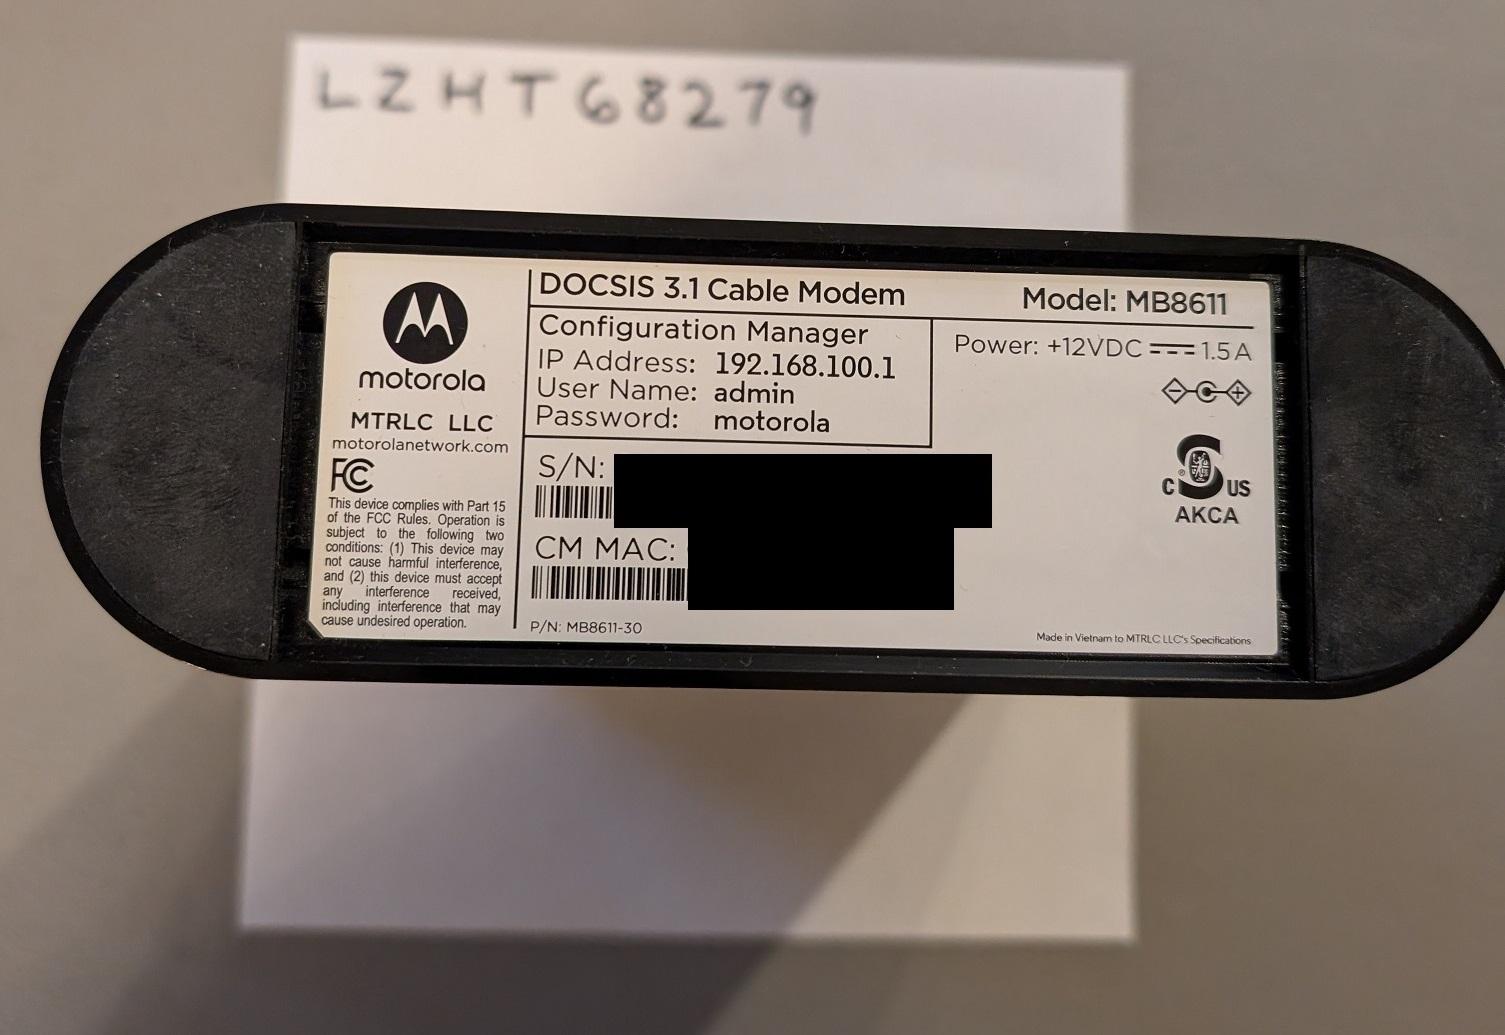 LZHT68279
motorola
MTRLC LLC
motorolanetwork.com
FC
This device complies with Part 15
of the FCC Rules. Operation is
subject to the following two
conditions: (1) This device may
not cause harmful interference,
and (2) this device must accept
any interference received,
including interference that may
cause undesired operation.
DOCSIS 3.1 Cable Modem
Model: MB8611
Configuration Manager
IP Address: 192.168.100.1
User Name: admin
Password: motorola
Power: +12VDC 1.5A
S/N:
CM MAC:
P/N: MB8611-30
C US
AKCA
Made in Vietnam to MTRLC LLC's Specifications